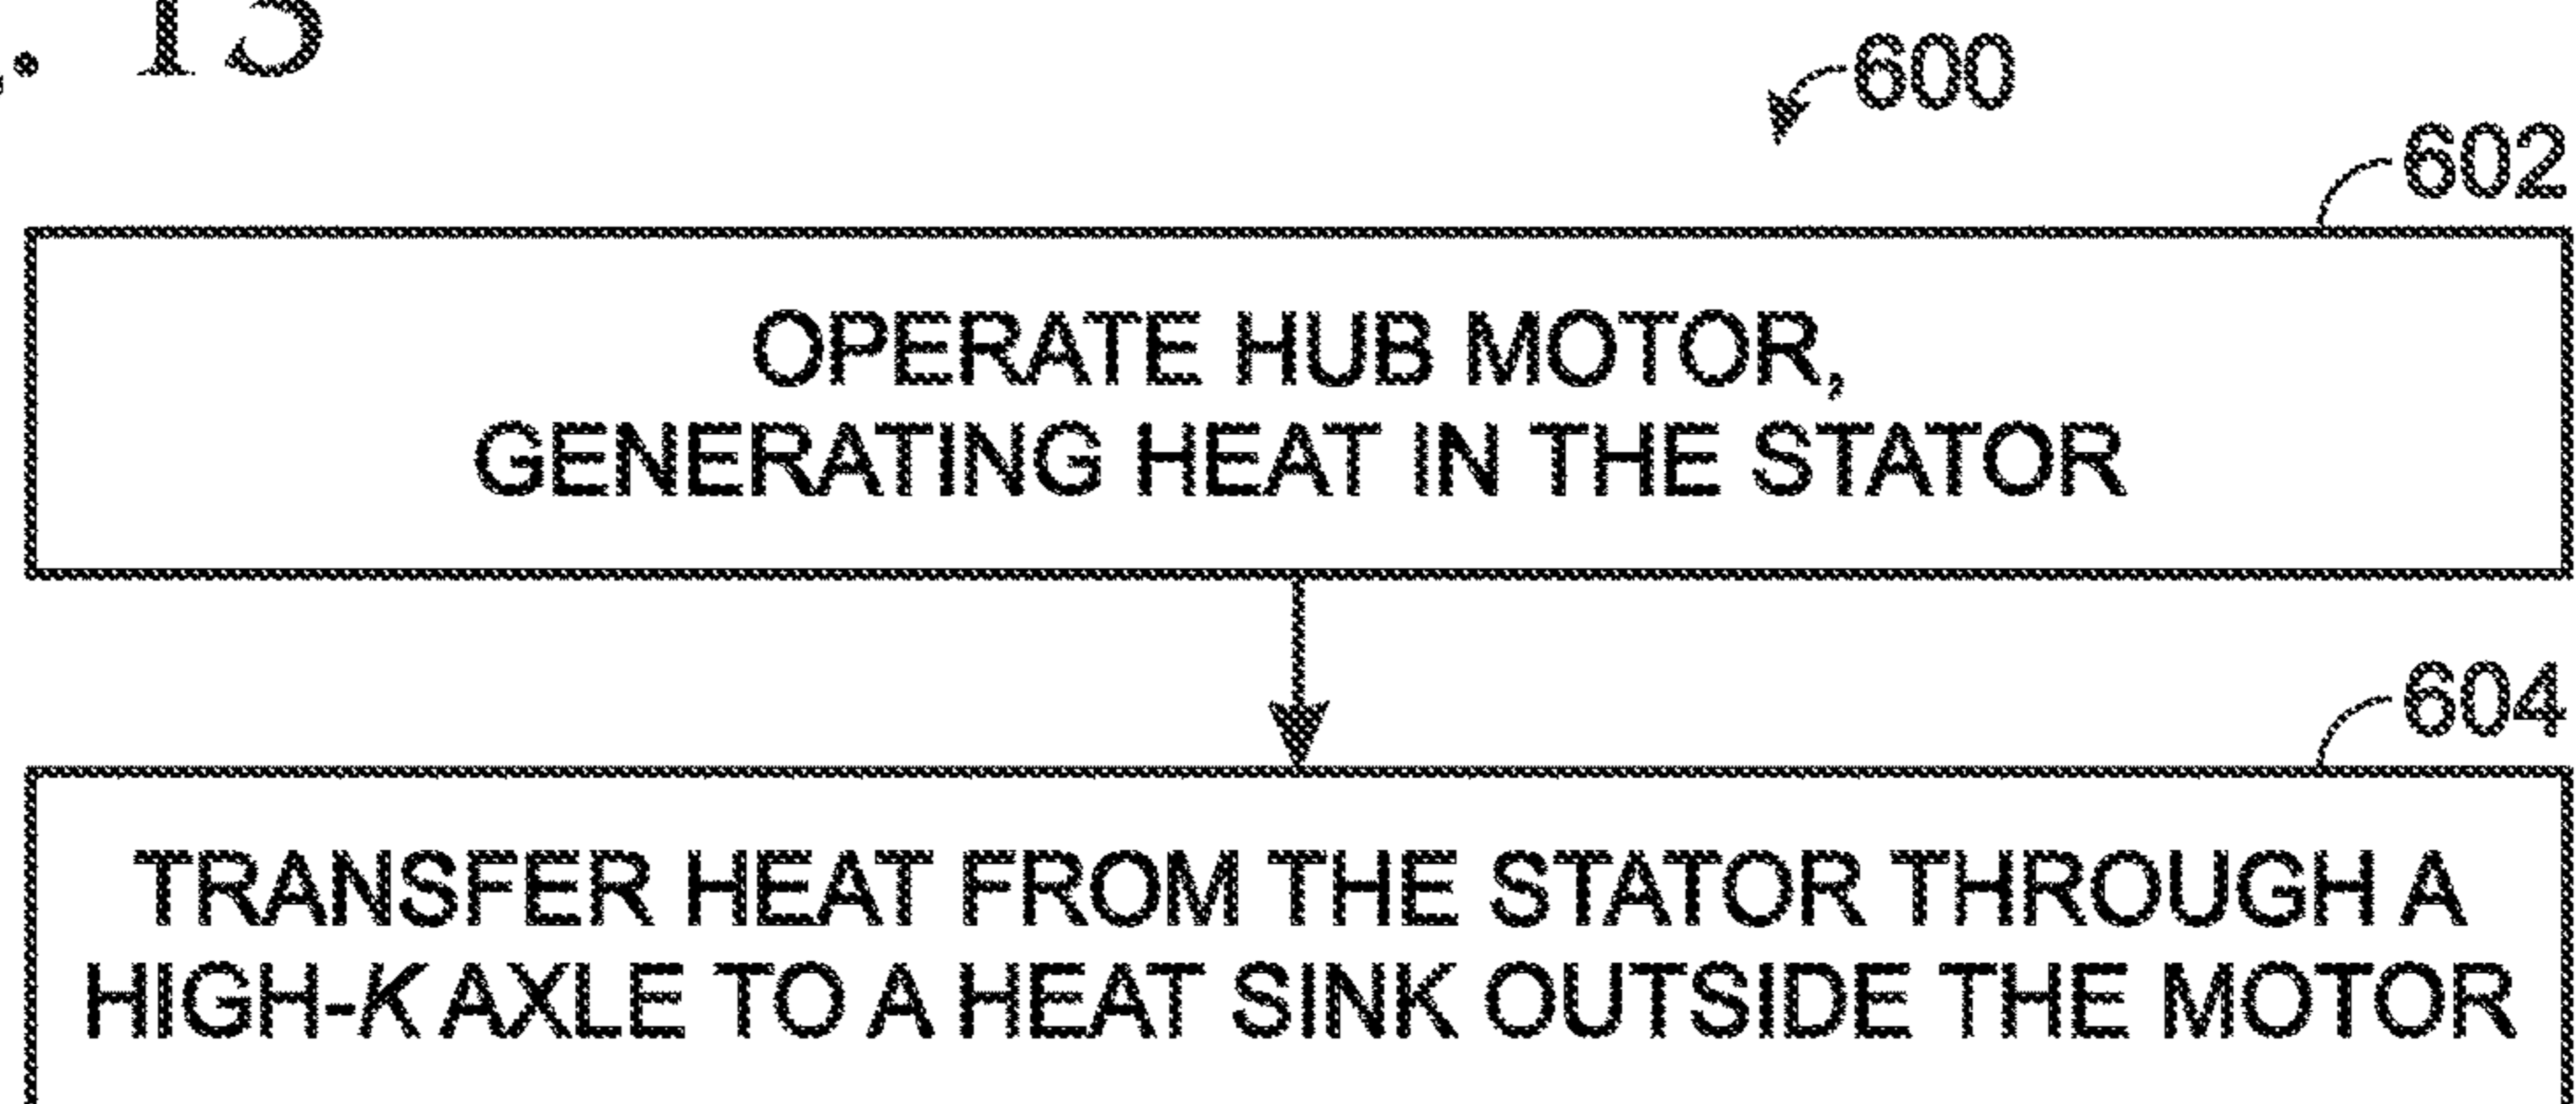 . 13
600
602
OPERATE HUB MOTOR,
GENERATING HEAT IN THE STATOR
604
TRANSFER HEAT FROM THE STATOR THROUGH A
HIGH-K AXLE TO A HEAT SINK OUTSIDE THE MOTOR